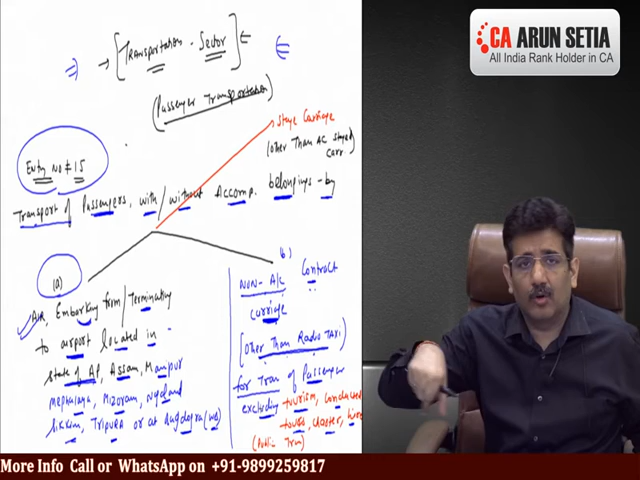 ⇒ → [Transportation - Sector] ← ∈
(Passenger Transportation)
Stage Carriage
(Other Than AC Stage
Carr.)
Entry No # 15
Transport of Passengers, with/without Accomp. belongings - by
(a)
AIR, Embarking from/Terminating
to airport located in -
state of AP, Assam, Manpur
Meghalaya, Mizoram, Ngaland
Sikkim, Tripura or at Bagdogra (WB)
b)
NON-A/C Contract
Carriage
(Other Than Radio TAXI)
for Tran of Passenger
excluding tourism, Conducted
tours, charter, hire
(Public Tran)
CA ARUN SETIA
All India Rank Holder in CA
More Info Call or WhatsApp on +91-9899259817